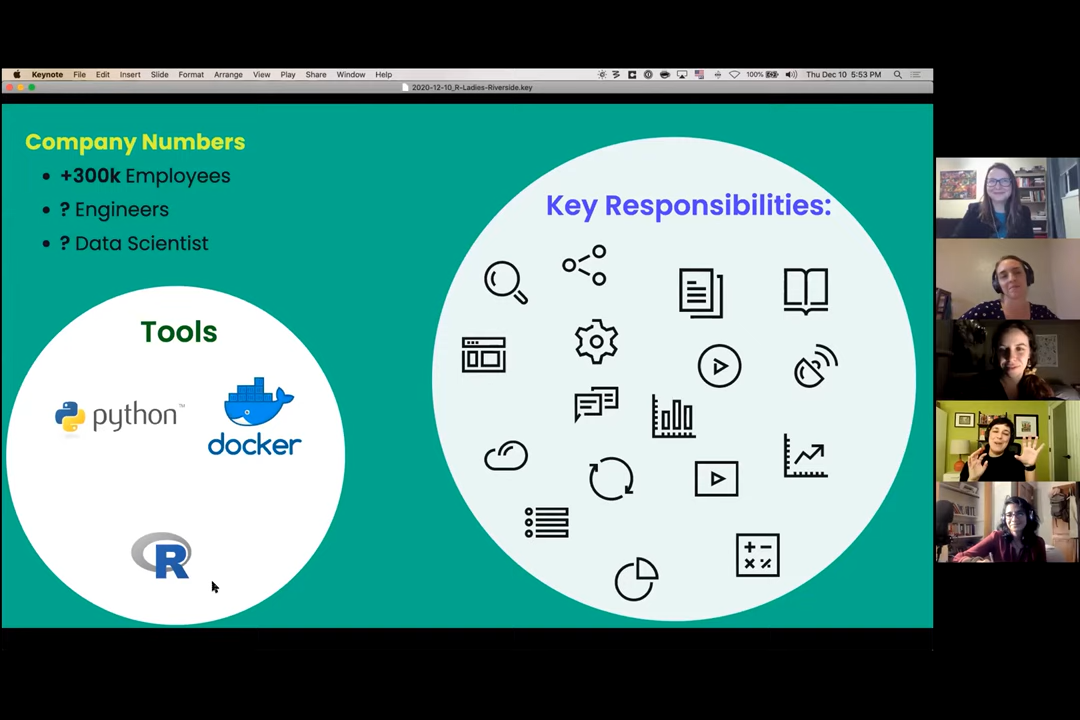 Keynote File Edit Insert Slide Format Arrange View Play Share Window Help 100% Thu Dec 10 5:53 PM
2020-12-10_R-Ladies-Riverside.key
Company Numbers
• +300k Employees
• ? Engineers
• ? Data Scientist
Tools
python™
docker
R
Key Responsibilities: